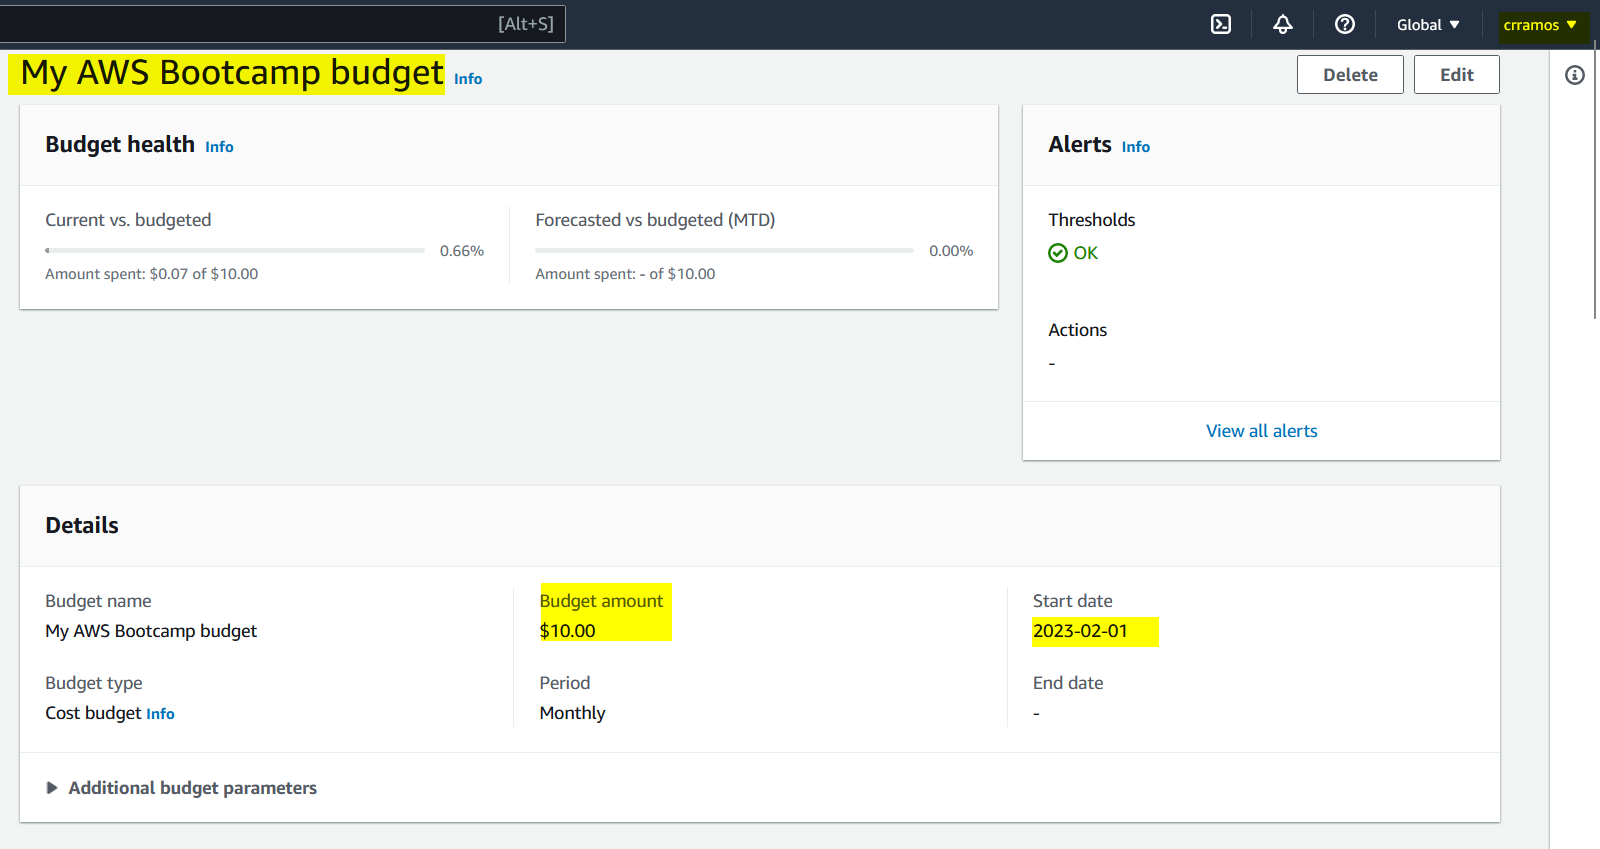 [Alt+S]
Global
crramos
My AWS Bootcamp budget Info
Delete
Edit
Budget health Info
Current vs. budgeted
0.66%
Amount spent: $0.07 of $10.00
Forecasted vs budgeted (MTD)
0.00%
Amount spent: - of $10.00
Alerts Info
Thresholds
OK
Actions
-
View all alerts
Details
Budget name
My AWS Bootcamp budget
Budget type
Cost budget Info
Budget amount
$10.00
Period
Monthly
Start date
2023-02-01
End date
-
Additional budget parameters